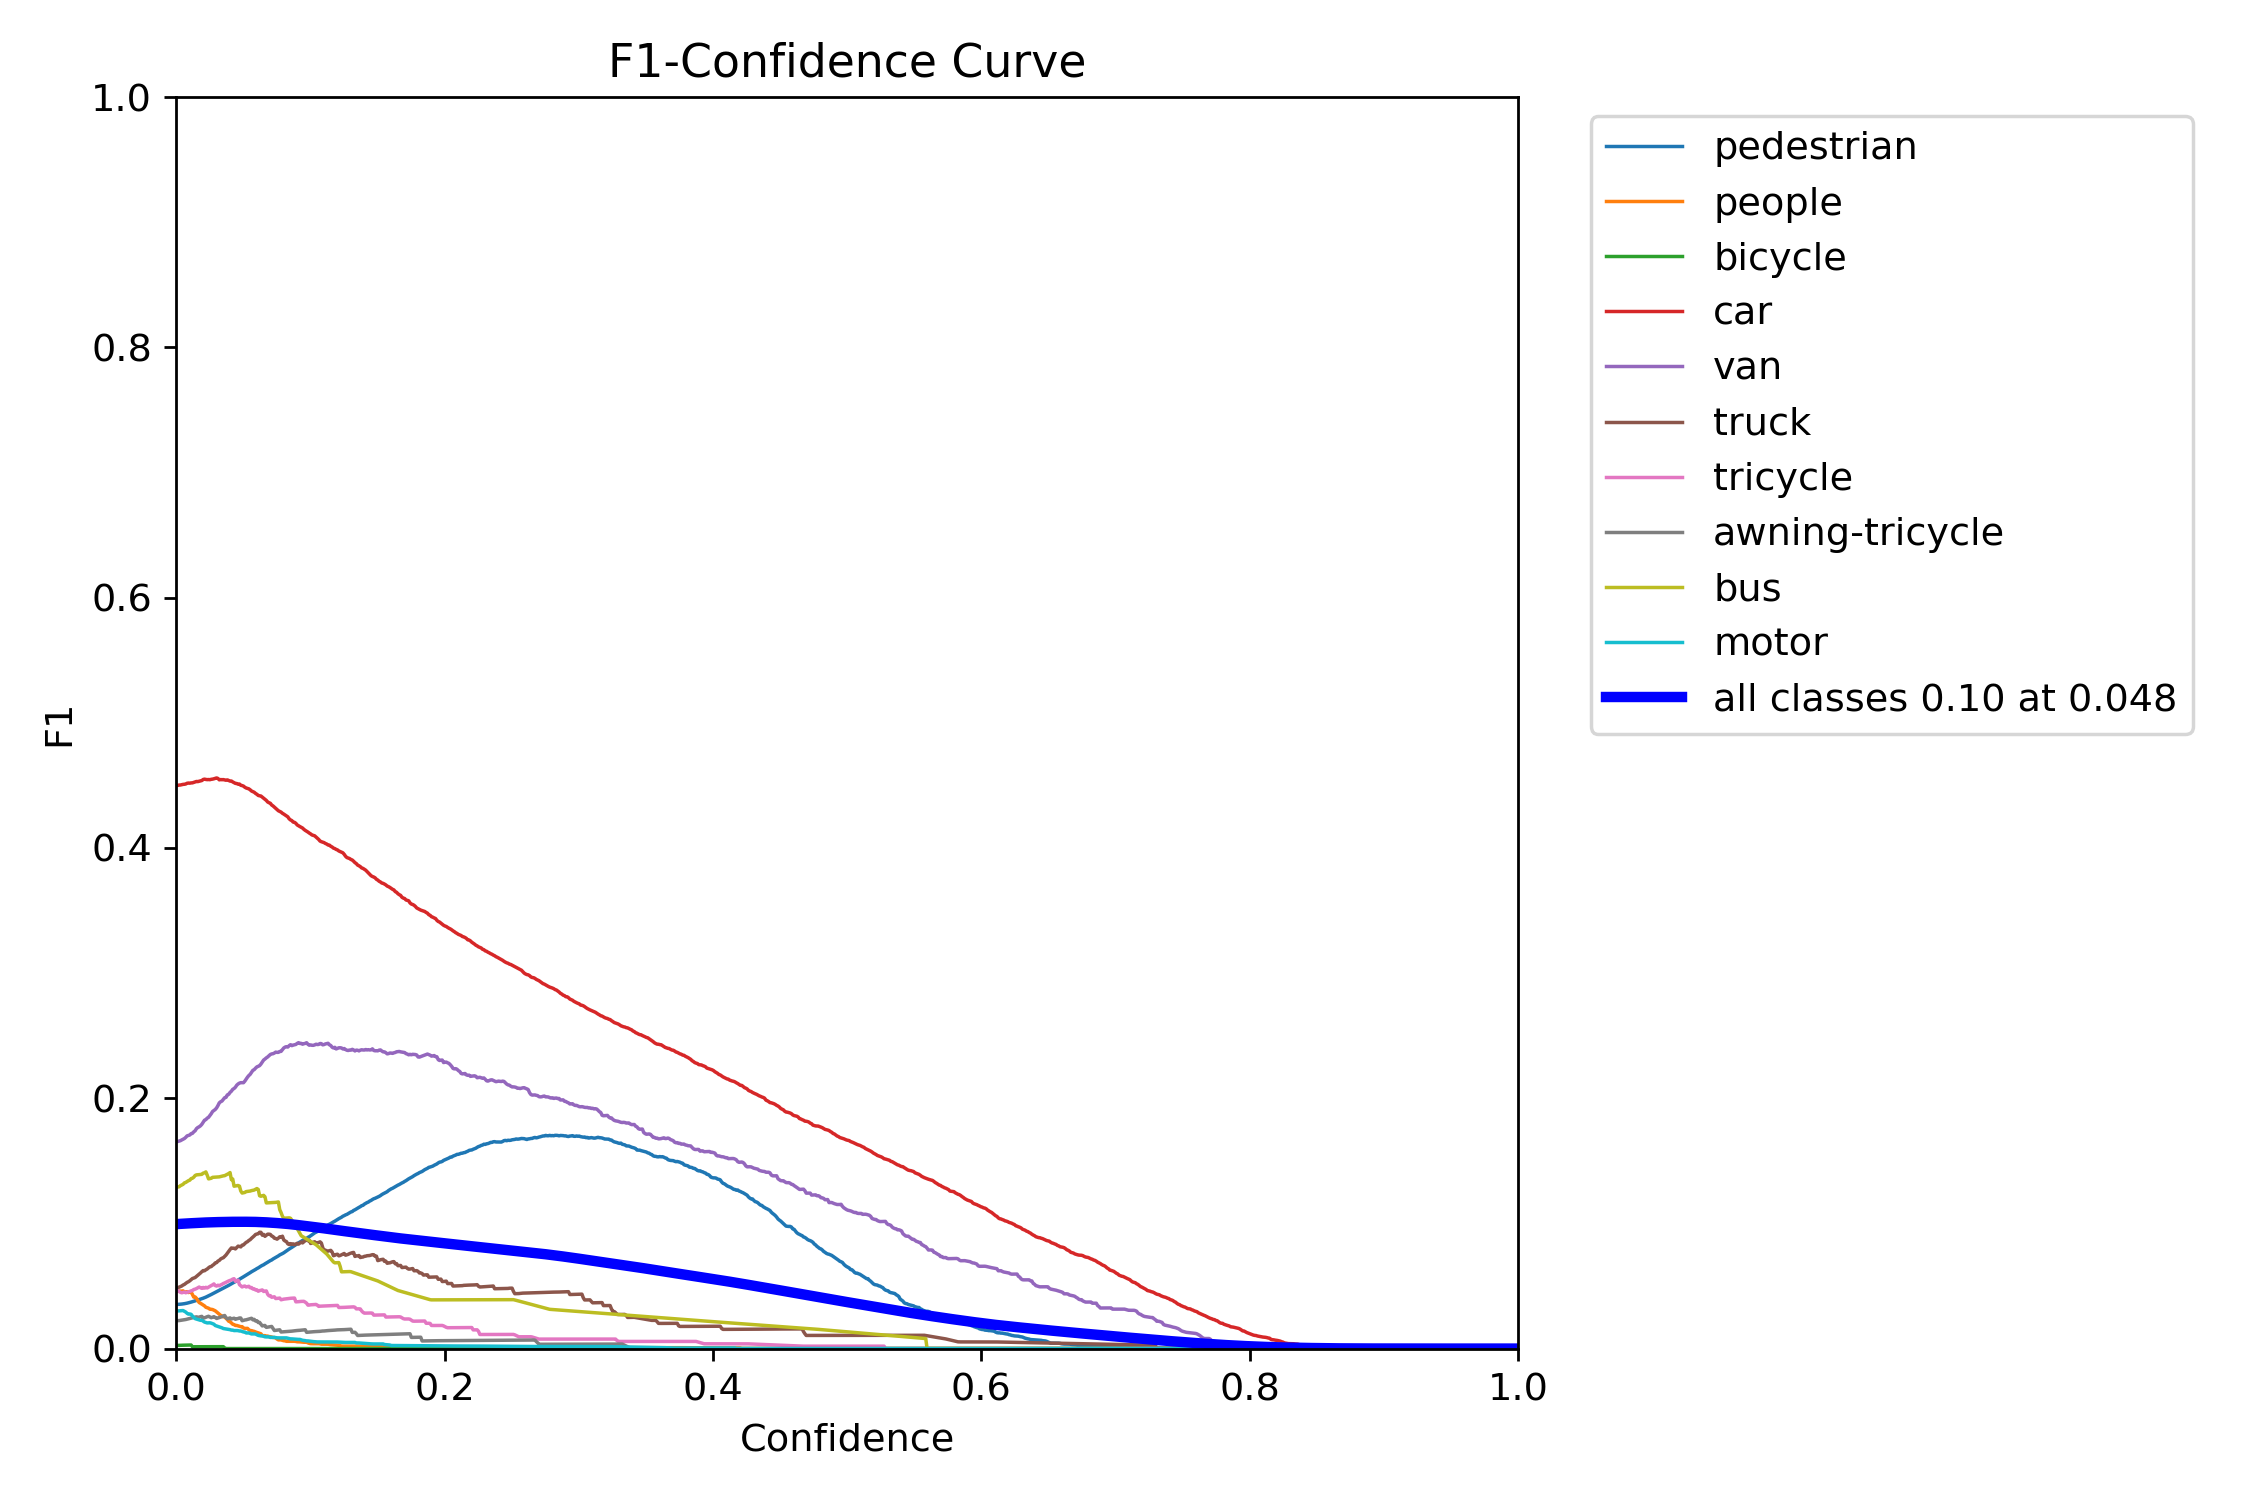 F1-Confidence Curve
1.0
0.8
0.6
0.4
0.2
0.0
F1
0.0 0.2 0.4 0.6 0.8 1.0
Confidence
pedestrian
people
bicycle
car
van
truck
tricycle
awning-tricycle
bus
motor
all classes 0.10 at 0.048